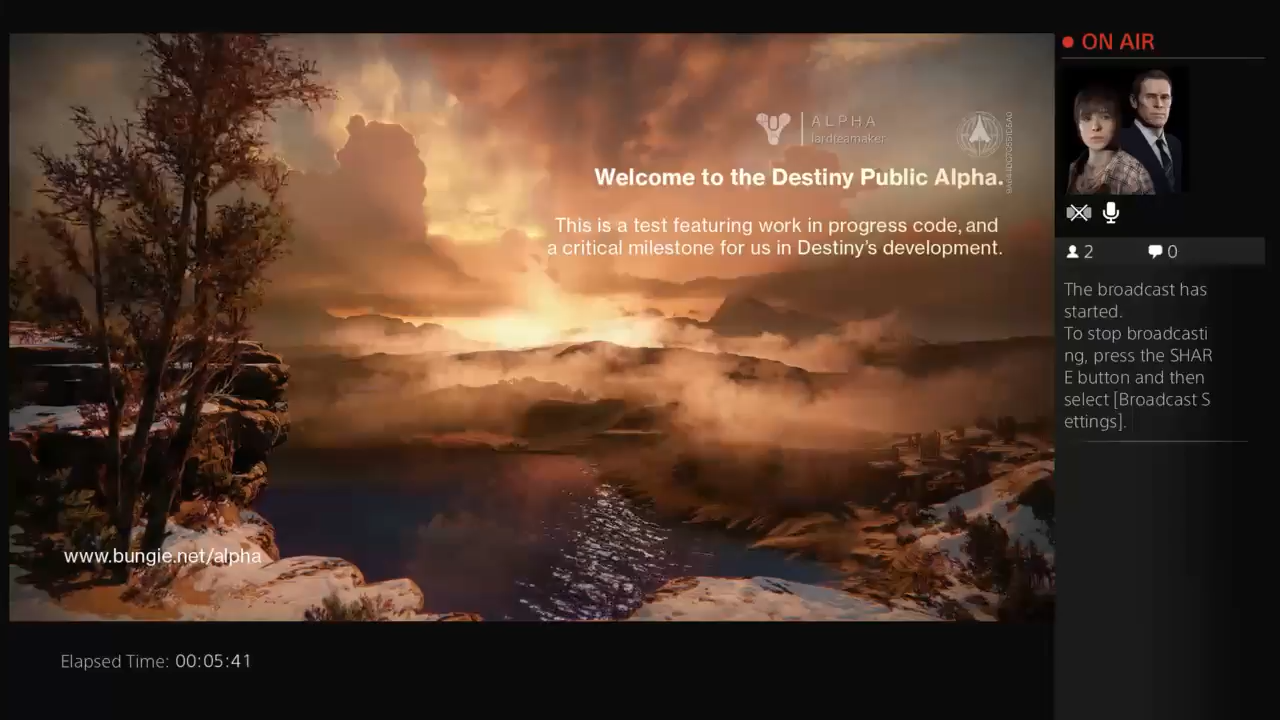 ALPHA
lardteamaker
Welcome to the Destiny Public Alpha.
This is a test featuring work in progress code, and
a critical milestone for us in Destiny's development.
www.bungie.net/alpha
Elapsed Time: 00:05:41
ON AIR
2
0
The broadcast has
started.
To stop broadcasti
ng, press the SHAR
E button and then
select [Broadcast S
ettings].